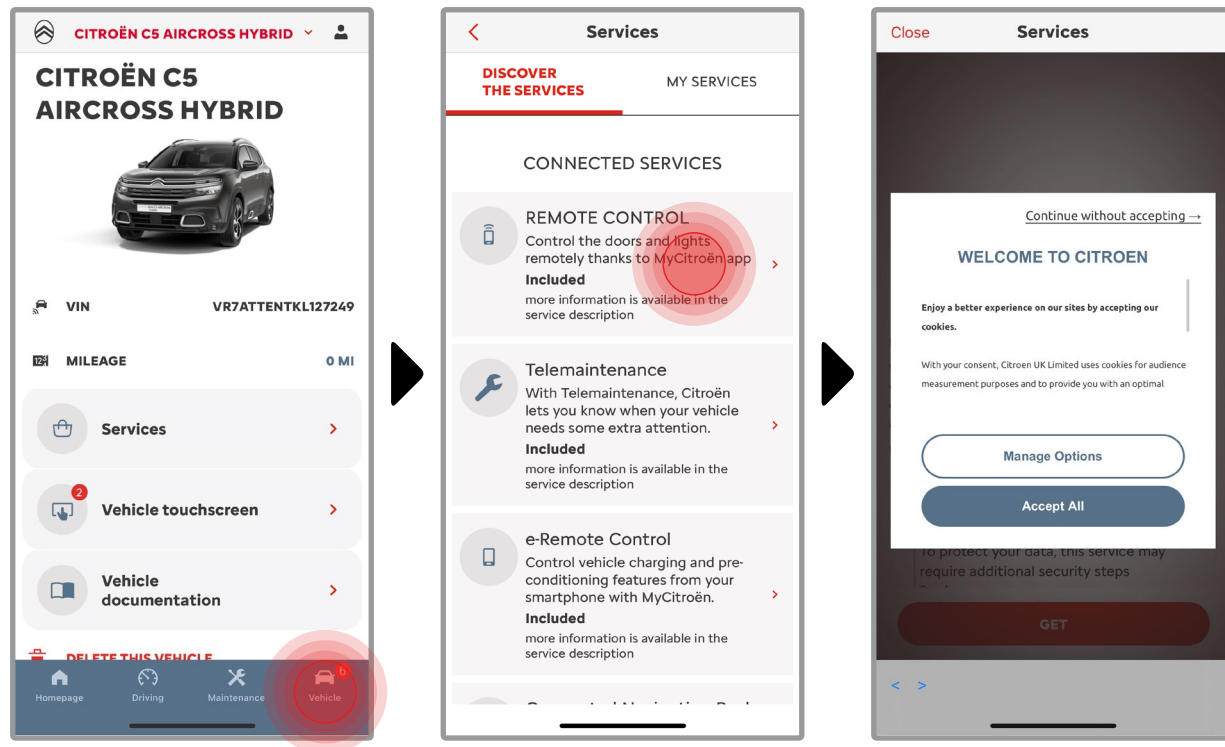 CITROËN C5 AIRCROSS HYBRID
CITROËN C5
AIRCROSS HYBRID
VIN VR7ATTENTKL127249
MILEAGE 0 MI
Services
2
Vehicle touchscreen
Vehicle
documentation
DELETE THIS VEHICLE
6
Homepage Driving Maintenance Vehicle
Services
DISCOVER
THE SERVICES
MY SERVICES
CONNECTED SERVICES
REMOTE CONTROL
Control the doors and lights
remotely thanks to MyCitroën app
Included
more information is available in the
service description
Telemaintenance
With Telemaintenance, Citroën
lets you know when your vehicle
needs some extra attention.
Included
more information is available in the
service description
e-Remote Control
Control vehicle charging and pre-
conditioning features from your
smartphone with MyCitroën.
Included
more information is available in the
service description
Close Services
Continue without accepting →
WELCOME TO CITROEN
Enjoy a better experience on our sites by accepting our
cookies.
With your consent, Citroen UK Limited uses cookies for audience
measurement purposes and to provide you with an optimal
Manage Options
Accept All
To protect your data, this service may
require additional security steps
GET
< >